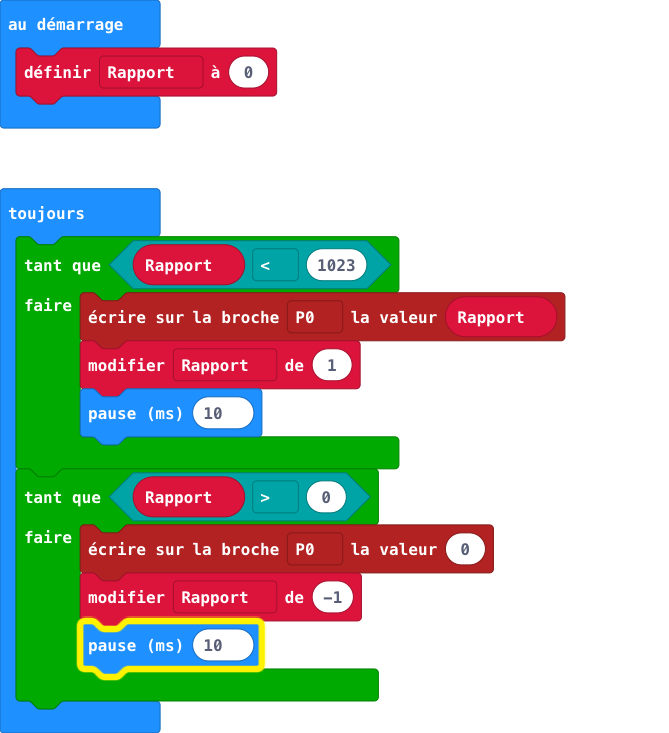 au démarrage
définir Rapport à 0
toujours
tant que Rapport < 1023
faire
écrire sur la broche P0 la valeur Rapport
modifier Rapport de 1
pause (ms) 10
tant que Rapport > 0
faire
écrire sur la broche P0 la valeur 0
modifier Rapport de -1
pause (ms) 10